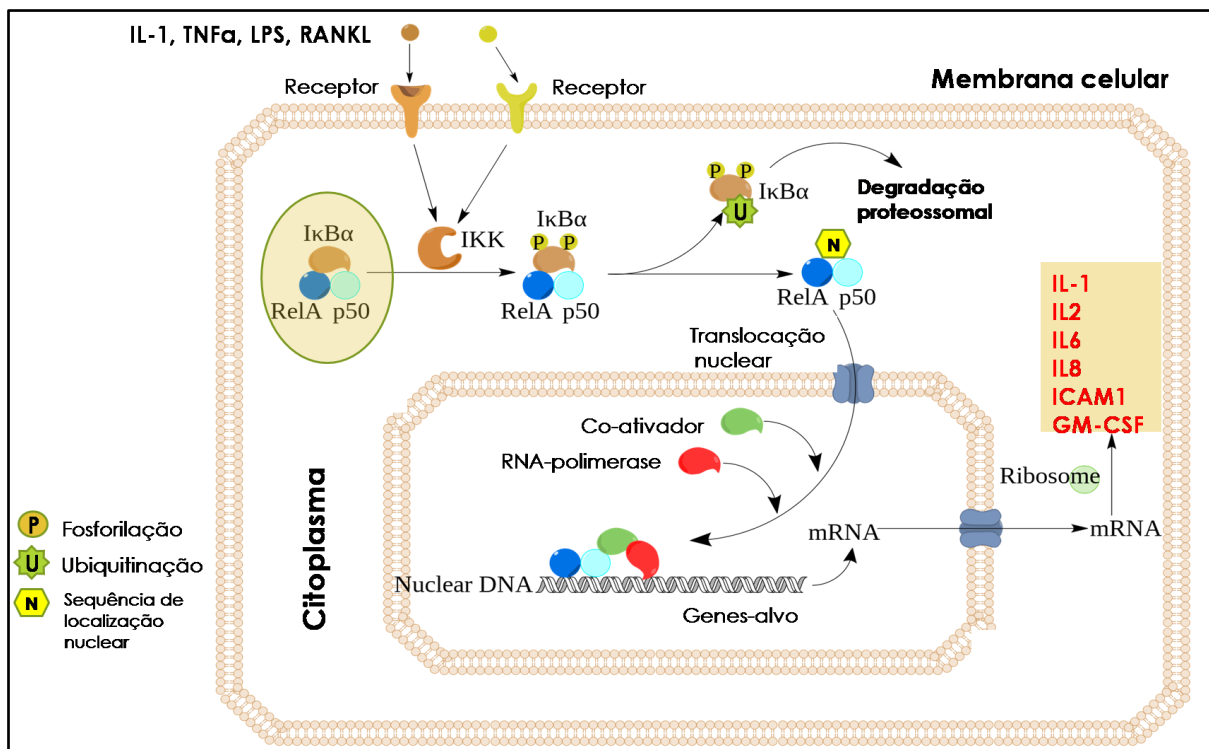 IL-1, TNFα, LPS, RANKL
Receptor
Receptor
Membrana celular
IκBα
RelA p50
IKK
IκBα
P P
RelA p50
P P
IκBα
U
Degradação
proteossomal
N
RelA p50
Translocação
nuclear
IL-1
IL2
IL6
IL8
ICAM1
GM-CSF
Co-ativador
RNA-polimerase
Ribosome
mRNA
mRNA
Nuclear DNA
Genes-alvo
Citoplasma
P Fosforilação
U Ubiquitinação
N Sequência de
localização
nuclear